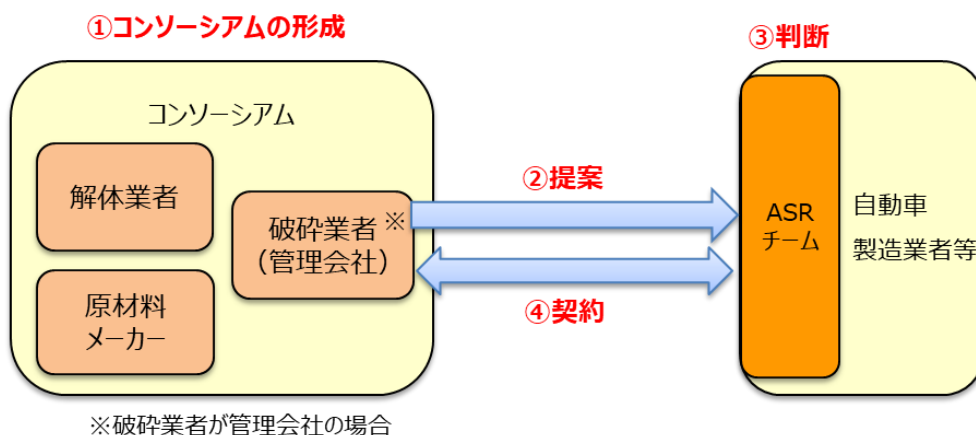 ①コンソーシアムの形成
③判断
コンソーシアム
解体業者
破砕業者※
（管理会社）
原材料
メーカー
②提案
④契約
ASR
チーム
自動車
製造業者等
※破砕業者が管理会社の場合